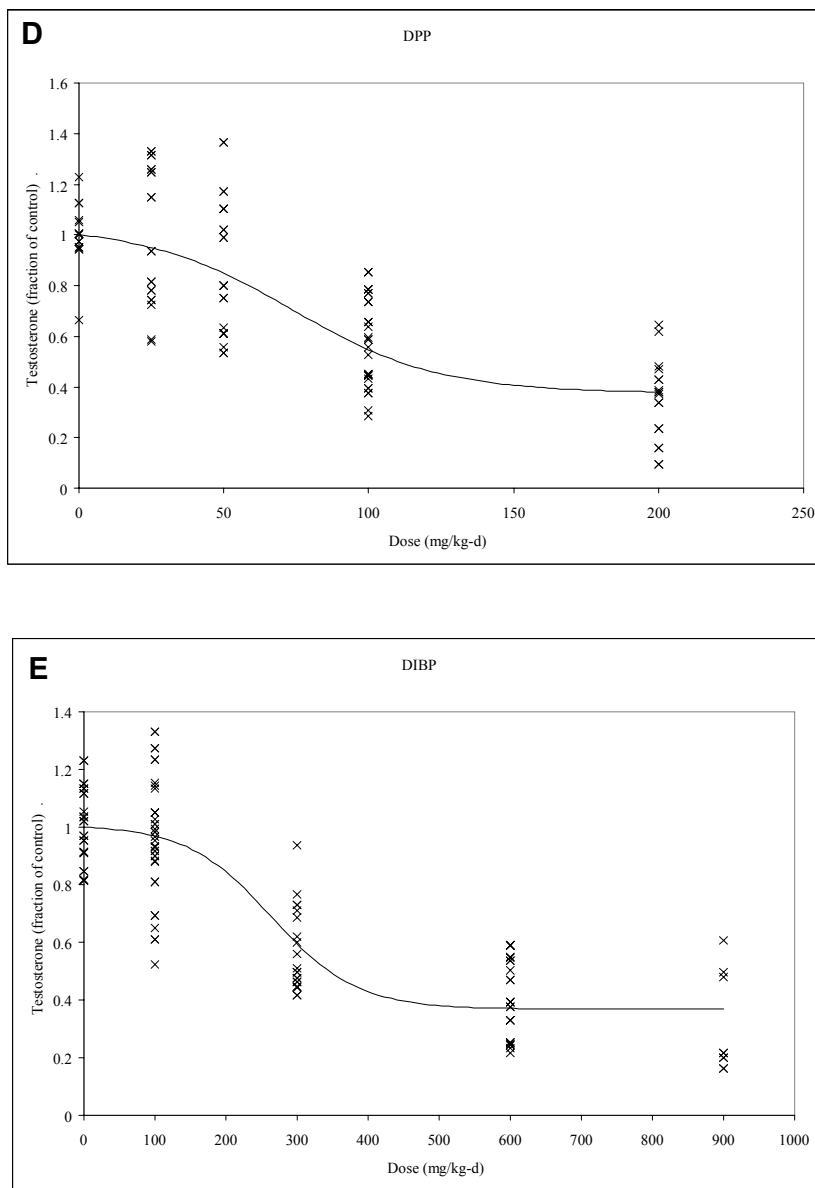 D
DPP
1.6
1.4
1.2
1
0.8
0.6
0.4
0.2
0
Testosterone (fraction of control) .
0 50 100 150 200 250
Dose (mg/kg-d)
E
DIBP
1.4
1.2
1
0.8
0.6
0.4
0.2
0
Testosterone (fraction of control) .
0 100 200 300 400 500 600 700 800 900 1000
Dose (mg/kg-d)